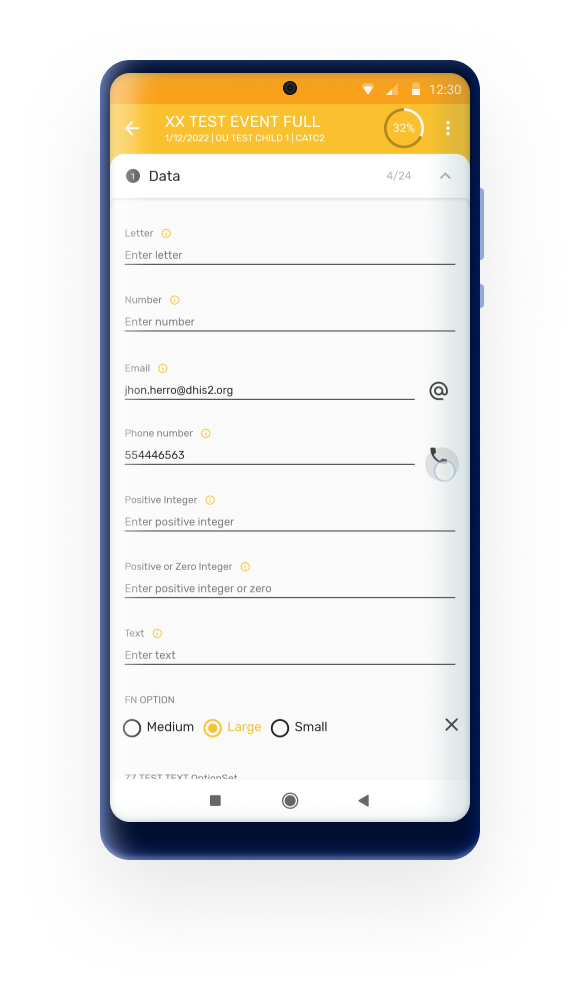 12:30
XX TEST EVENT FULL
1/12/2022 | OU TEST CHILD 1 | CATC2
32%
1 Data 4/24
Letter
Enter letter
Number
Enter number
Email
jhon.herro@dhis2.org
Phone number
554446563
Positive Integer
Enter positive integer
Positive or Zero Integer
Enter positive integer or zero
Text
Enter text
FN OPTION
Medium Large Small
ZZ TEST TEXT OptionSet